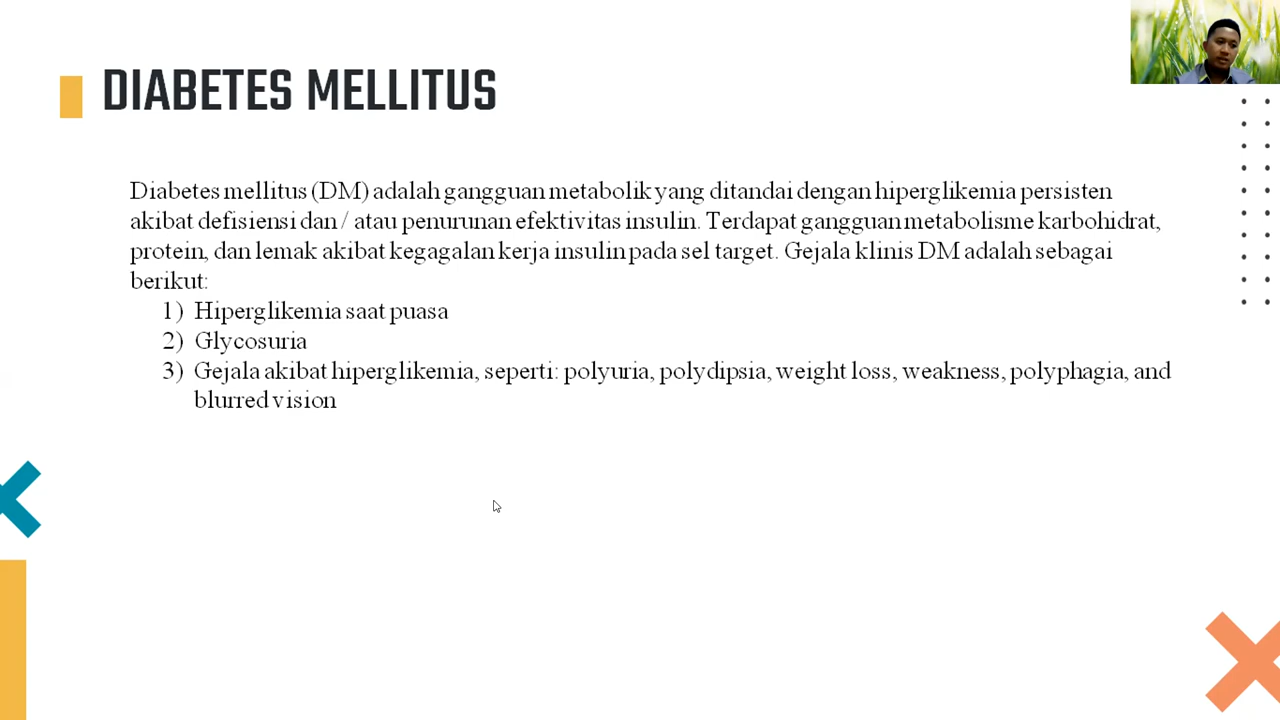 DIABETES MELLITUS
Diabetes mellitus (DM) adalah gangguan metabolik yang ditandai dengan hiperglikemia persisten
akibat defisiensi dan / atau penurunan efektivitas insulin. Terdapat gangguan metabolisme karbohidrat,
protein, dan lemak akibat kegagalan kerja insulin pada sel target. Gejala klinis DM adalah sebagai
berikut:
1) Hiperglikemia saat puasa
2) Glycosuria
3) Gejala akibat hiperglikemia, seperti: polyuria, polydipsia, weight loss, weakness, polyphagia, and
blurred vision